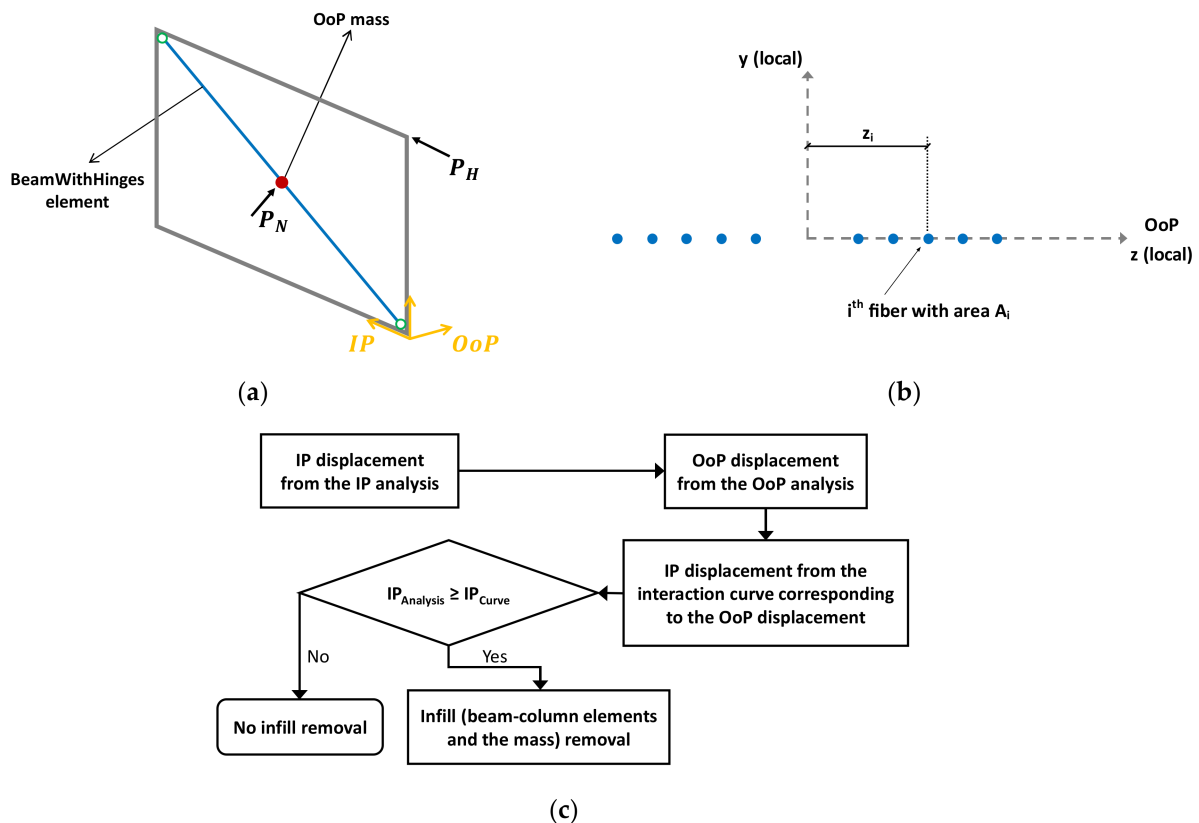 OoP mass
BeamWithHinges
element
P_H
P_N
IP
OoP
(a)
y (local)
z_i
OoP
z (local)
i^th fiber with area A_i
(b)
IP displacement
from the IP analysis
OoP displacement
from the OoP analysis
IP displacement from the
interaction curve corresponding
to the OoP displacement
IP_Analysis ≥ IP_Curve
No
Yes
No infill removal
Infill (beam-column elements
and the mass) removal
(c)